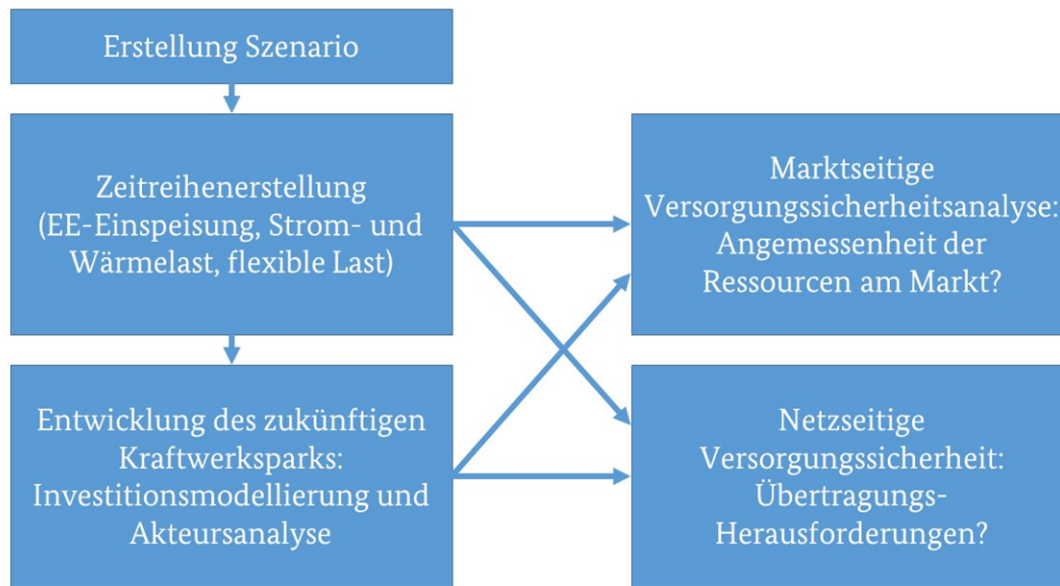 Erstellung Szenario
Zeitreihenerstellung
(EE-Einspeisung, Strom- und
Wärmelast, flexible Last)
Entwicklung des zukünftigen
Kraftwerksparks:
Investitionsmodellierung und
Akteursanalyse
Marktseitige
Versorgungssicherheitsanalyse:
Angemessenheit der
Ressourcen am Markt?
Netzseitige
Versorgungssicherheit:
Übertragungs-
Herausforderungen?